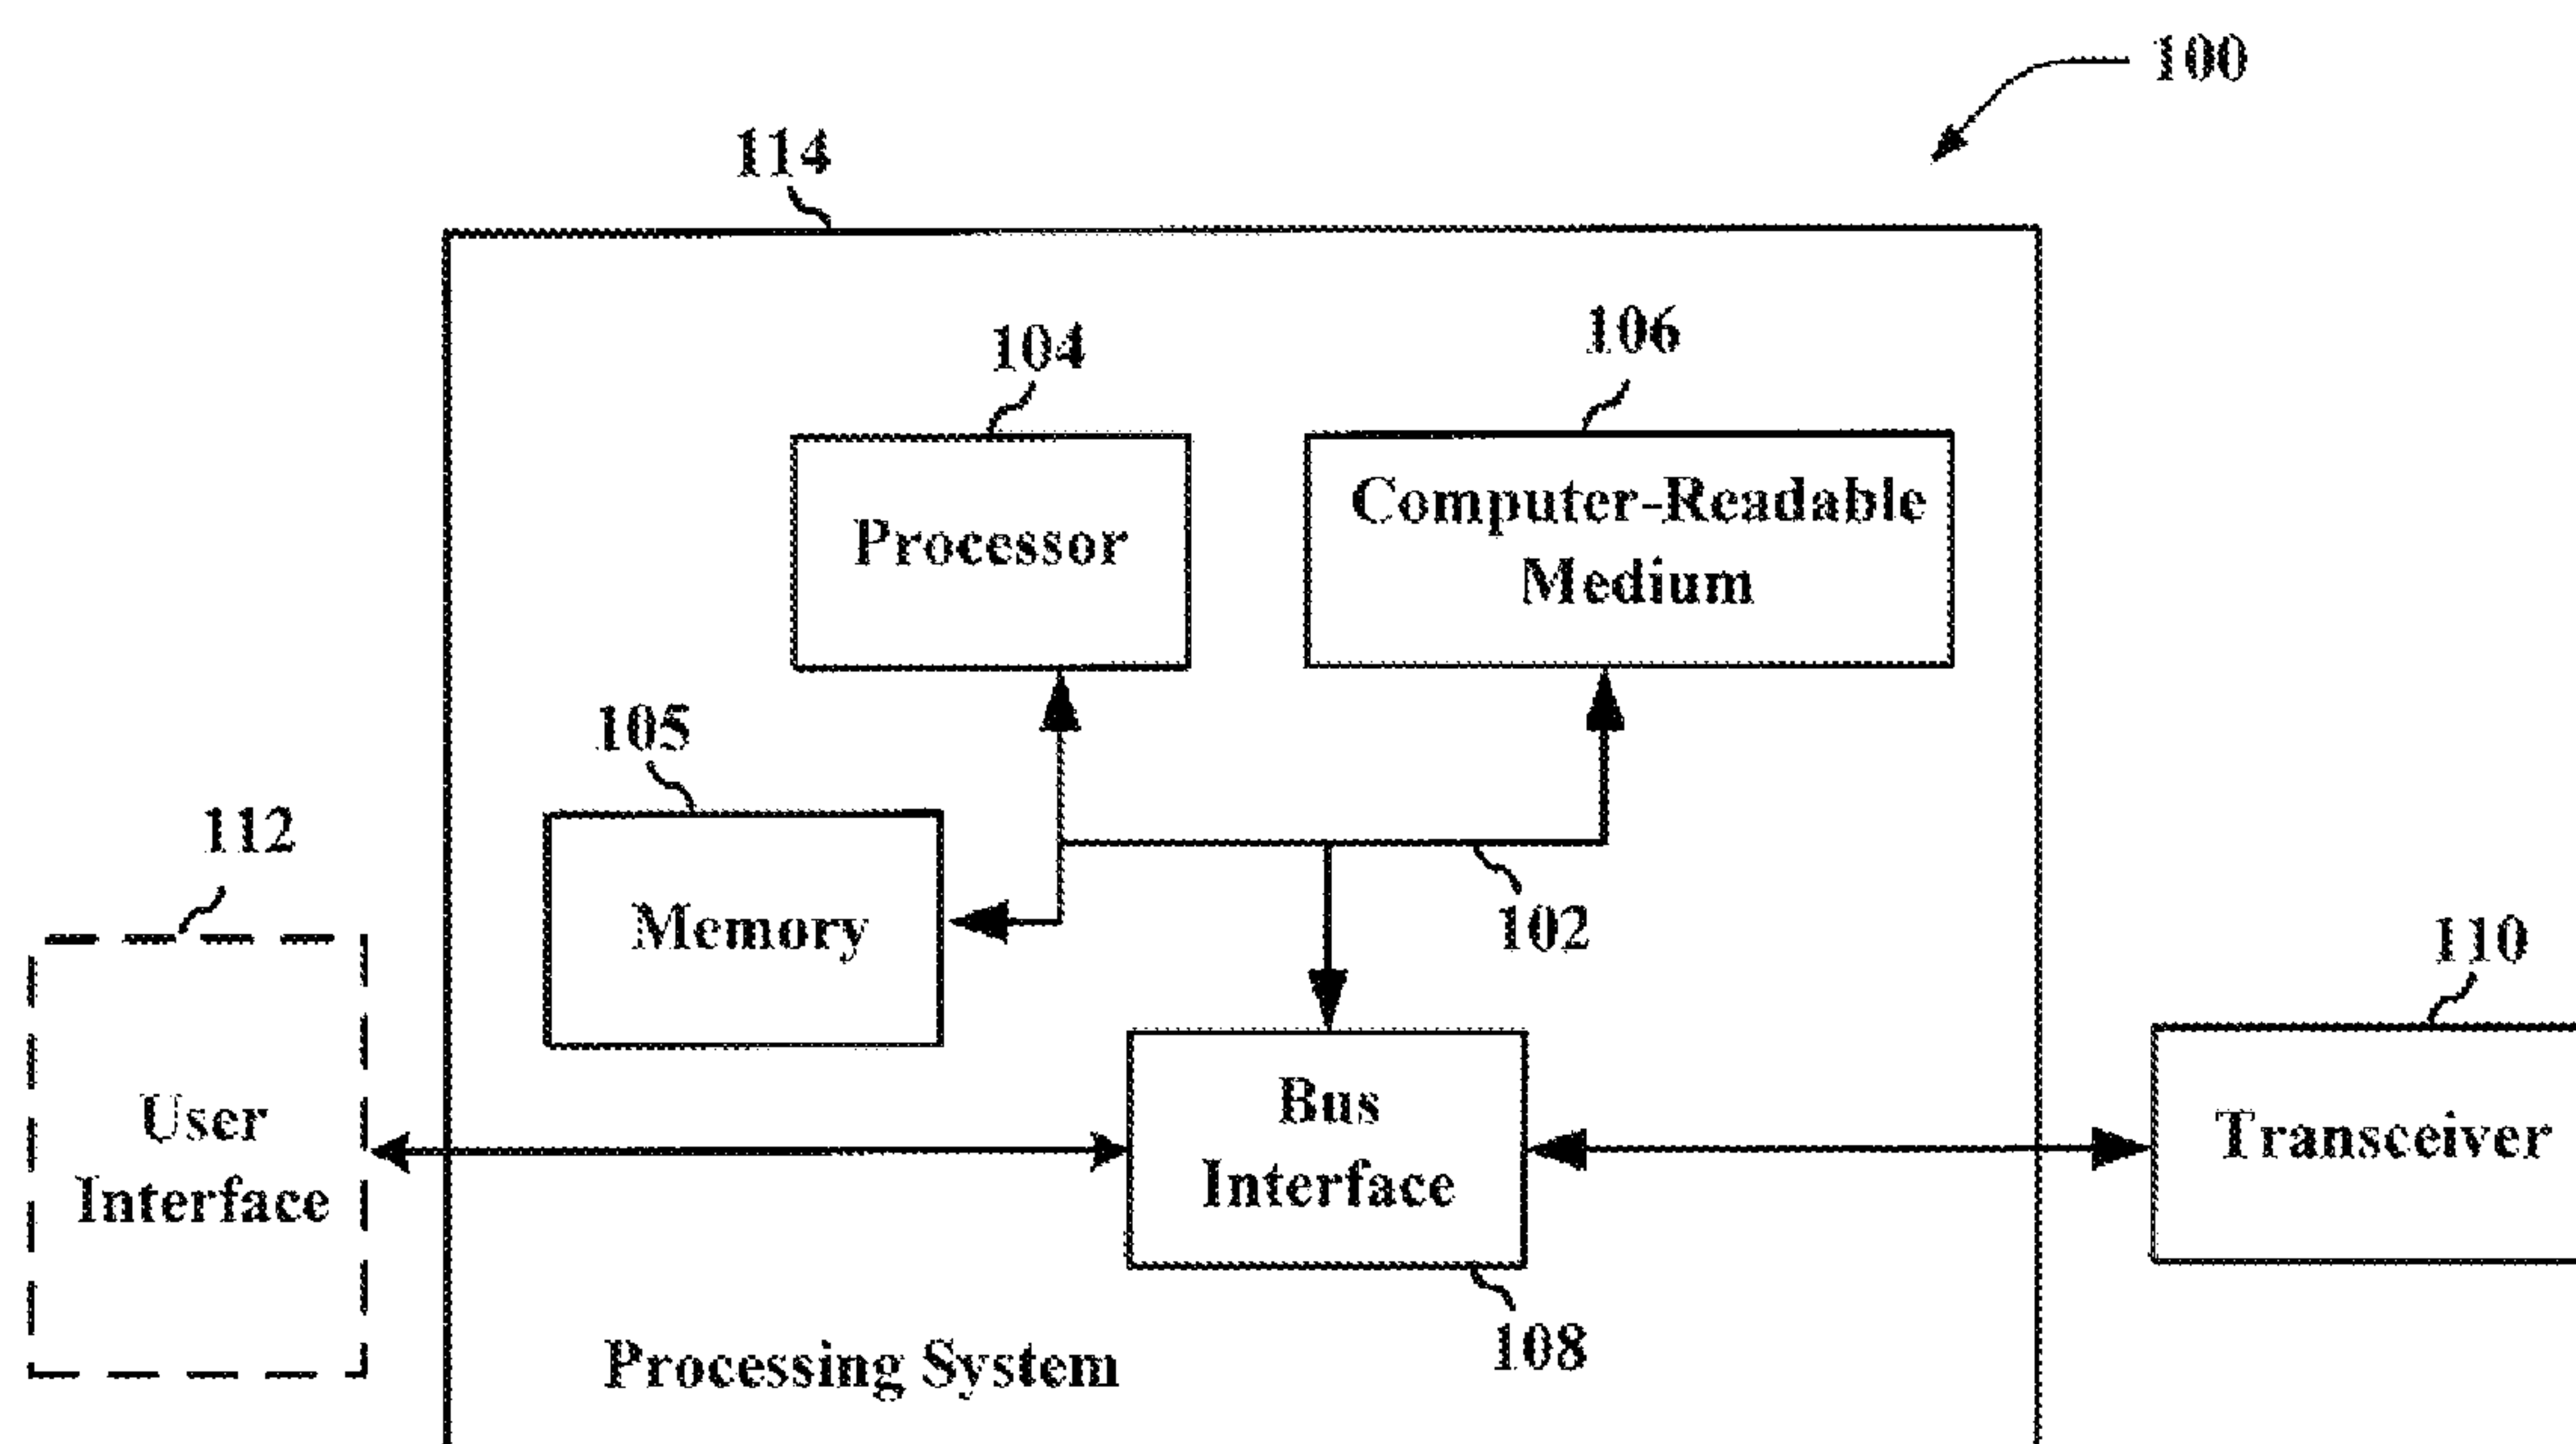 100
114
104
106
Processor
Computer-Readable
Medium
105
112
Memory
102
110
User
Interface
Bus
Interface
Transceiver
108
Processing System